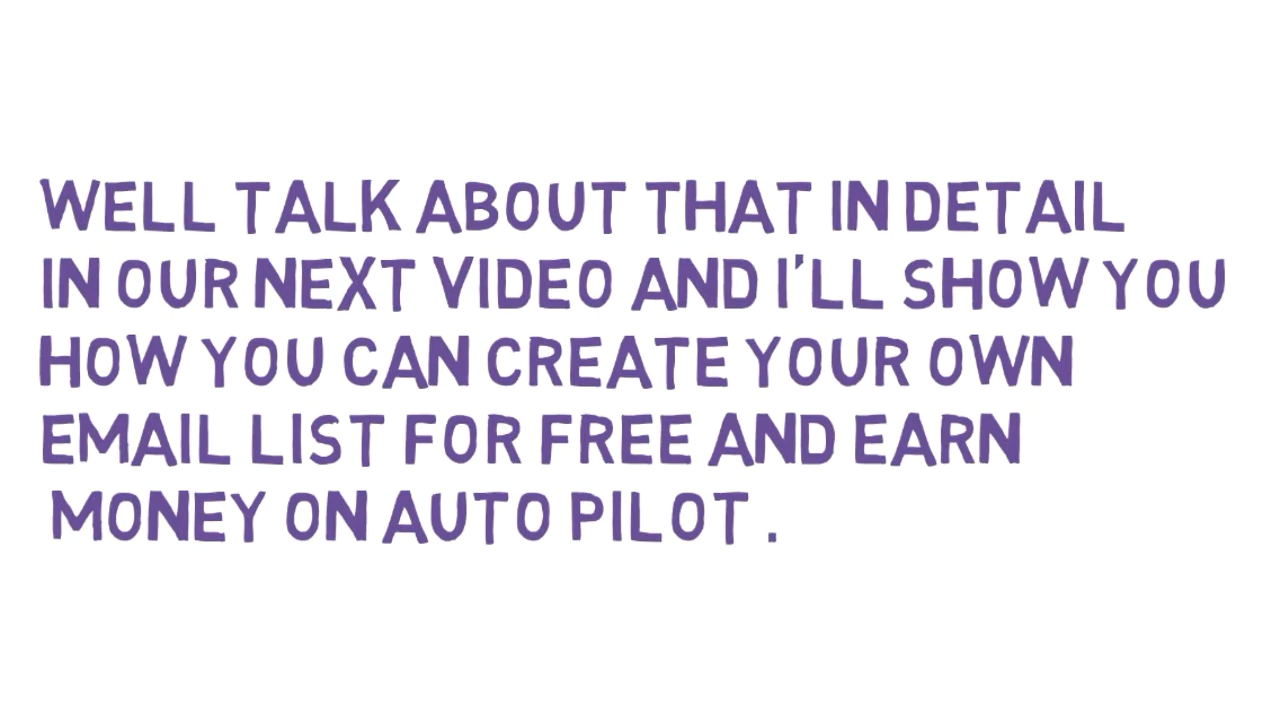 WELL TALK ABOUT THAT IN DETAIL
IN OUR NEXT VIDEO AND I'LL SHOW YOU
HOW YOU CAN CREATE YOUR OWN
EMAIL LIST FOR FREE AND EARN
MONEY ON AUTO PILOT .